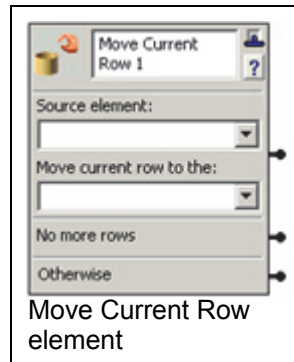 Move Current
Row 1
?
Source element:
Move current row to the:
No more rows
Otherwise
Move Current Row
element